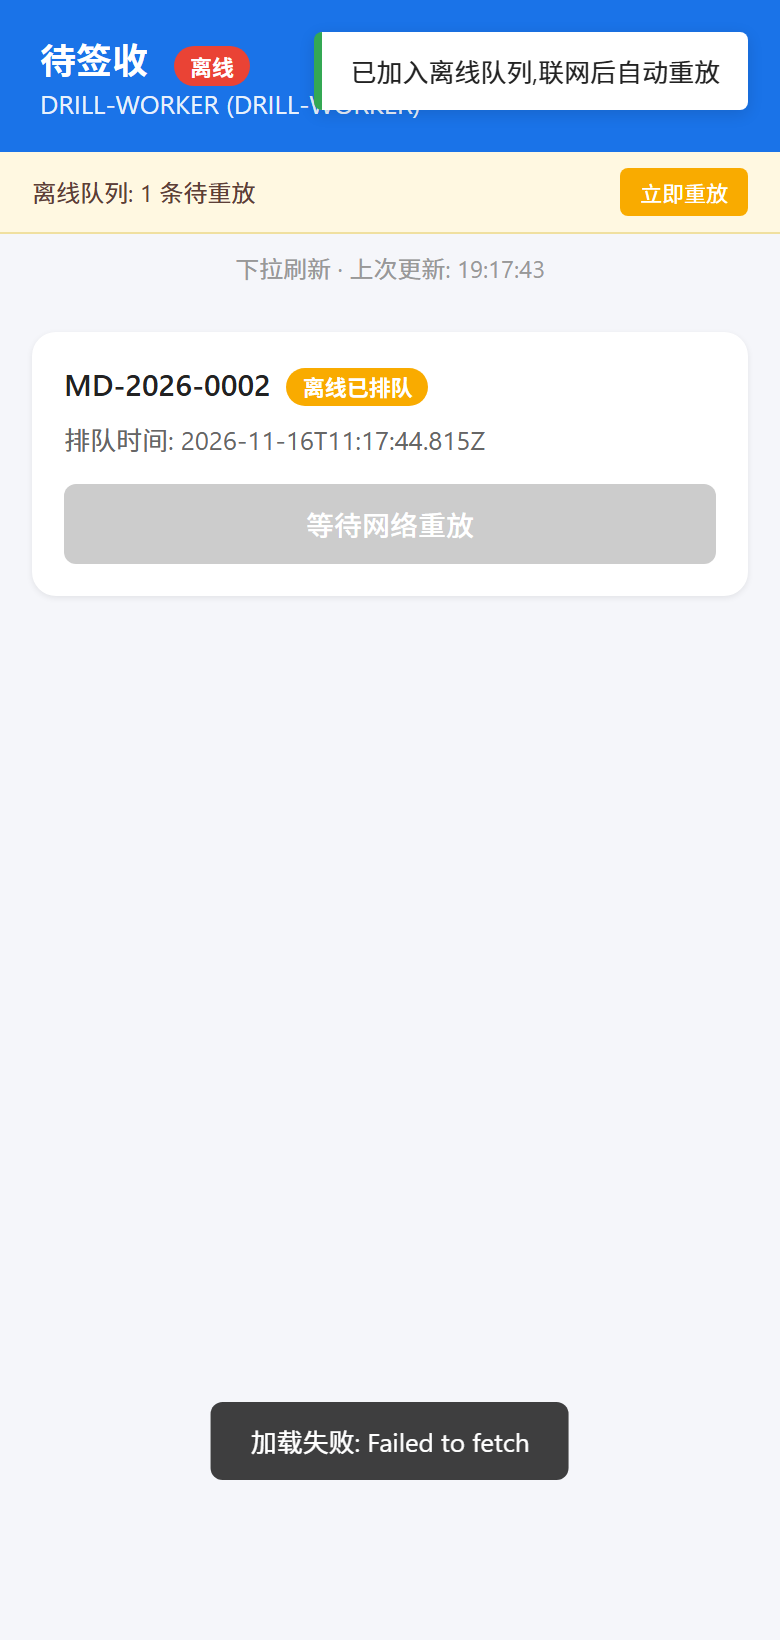 待签收 离线
已加入离线队列,联网后自动重放
DRILL-WORKER (DRILL-WORKER)
离线队列: 1 条待重放 立即重放
下拉刷新 · 上次更新: 19:17:43
MD-2026-0002 离线已排队
排队时间: 2026-11-16T11:17:44.815Z
等待网络重放
加载失败: Failed to fetch